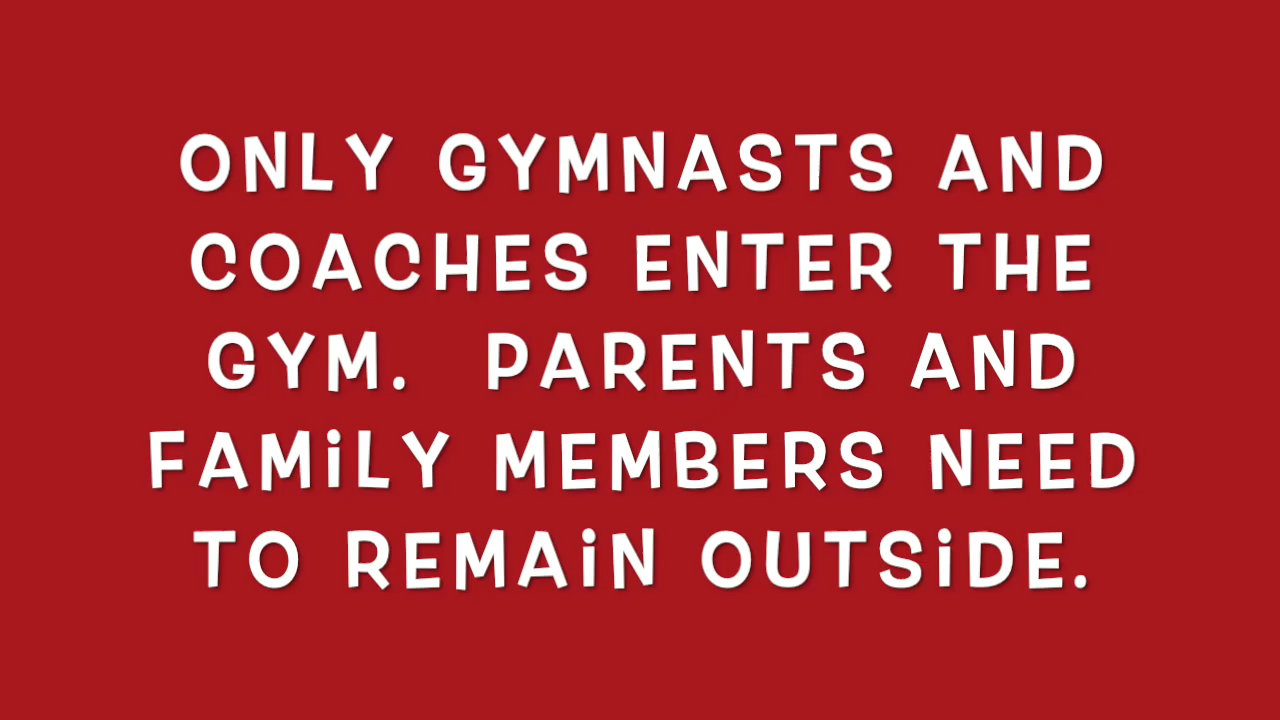 ONLY GYMNASTS AND
COACHES ENTER THE
GYM.  PARENTS AND
FAMiLY MEMBERS NEED
TO REMAiN OUTSiDE.